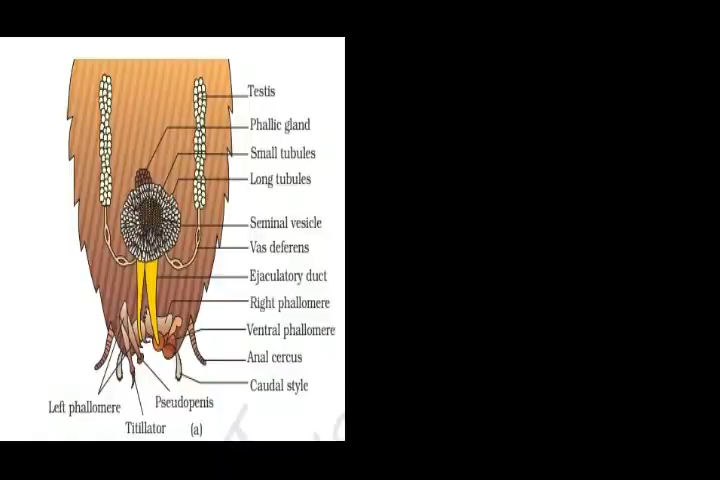 Testis
Phallic gland
Small tubules
Long tubules
Seminal vesicle
Vas deferens
Ejaculatory duct
Right phallomere
Ventral phallomere
Anal cercus
Caudal style
Left phallomere
Pseudopenis
Titillator
(a)